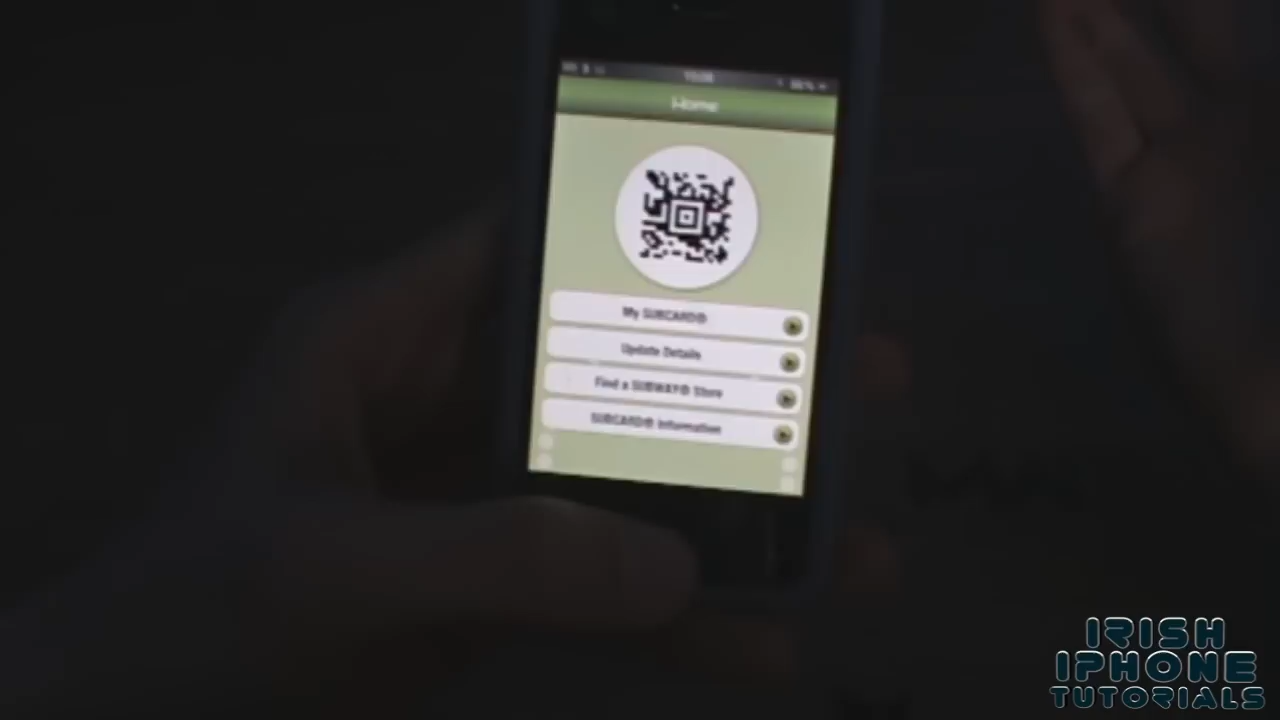 Home
My SUBCARD®
Update Details
Find a SUBWAY® Store
SUBCARD® Information
IRISH
IPHONE
TUTORIALS